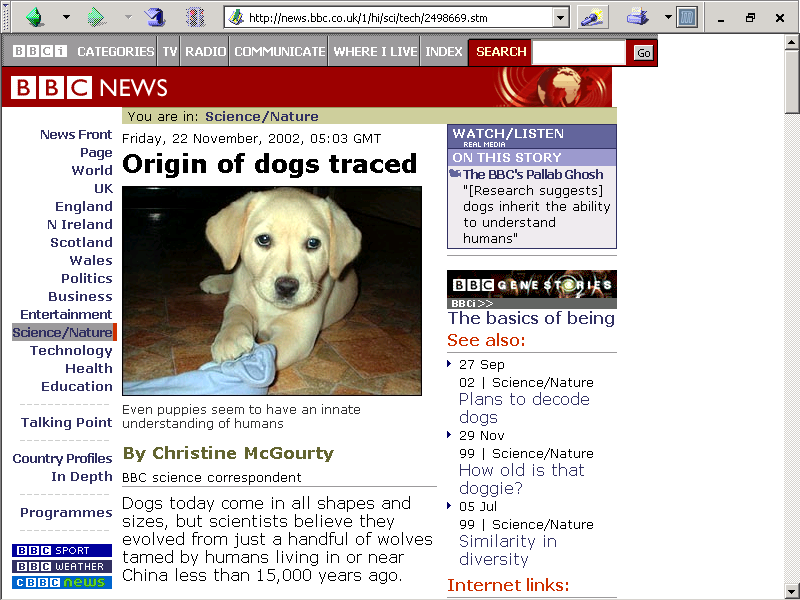 http://news.bbc.co.uk/1/hi/sci/tech/2498669.stm
BBCi CATEGORIES TV RADIO COMMUNICATE WHERE I LIVE INDEX SEARCH Go
BBC NEWS
You are in: Science/Nature
News Front
Page
World
UK
England
N Ireland
Scotland
Wales
Politics
Business
Entertainment
Science/Nature
Technology
Health
Education
Talking Point
Country Profiles
In Depth
Programmes
BBC SPORT
BBC WEATHER
CBBC news
Friday, 22 November, 2002, 05:03 GMT
Origin of dogs traced
Even puppies seem to have an innate
understanding of humans
By Christine McGourty
BBC science correspondent
Dogs today come in all shapes and
sizes, but scientists believe they
evolved from just a handful of wolves
tamed by humans living in or near
China less than 15,000 years ago.
WATCH/LISTEN
REAL MEDIA
ON THIS STORY
The BBC's Pallab Ghosh
"[Research suggests]
dogs inherit the ability
to understand
humans"
BBC GENE STORIES
BBCi >>
The basics of being
See also:
27 Sep
02 | Science/Nature
Plans to decode
dogs
29 Nov
99 | Science/Nature
How old is that
doggie?
05 Jul
99 | Science/Nature
Similarity in
diversity
Internet links: